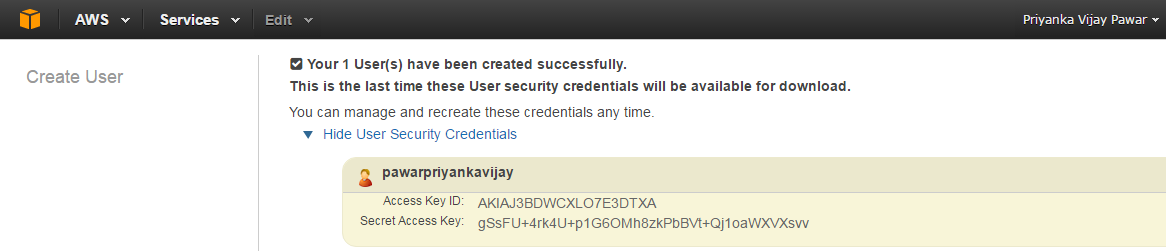 AWS Services Edit Priyanka Vijay Pawar
Create User
Your 1 User(s) have been created successfully.
This is the last time these User security credentials will be available for download.
You can manage and recreate these credentials any time.
Hide User Security Credentials
pawarpriyankavijay
Access Key ID: AKIAJ3BDWCXLO7E3DTXA
Secret Access Key: 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